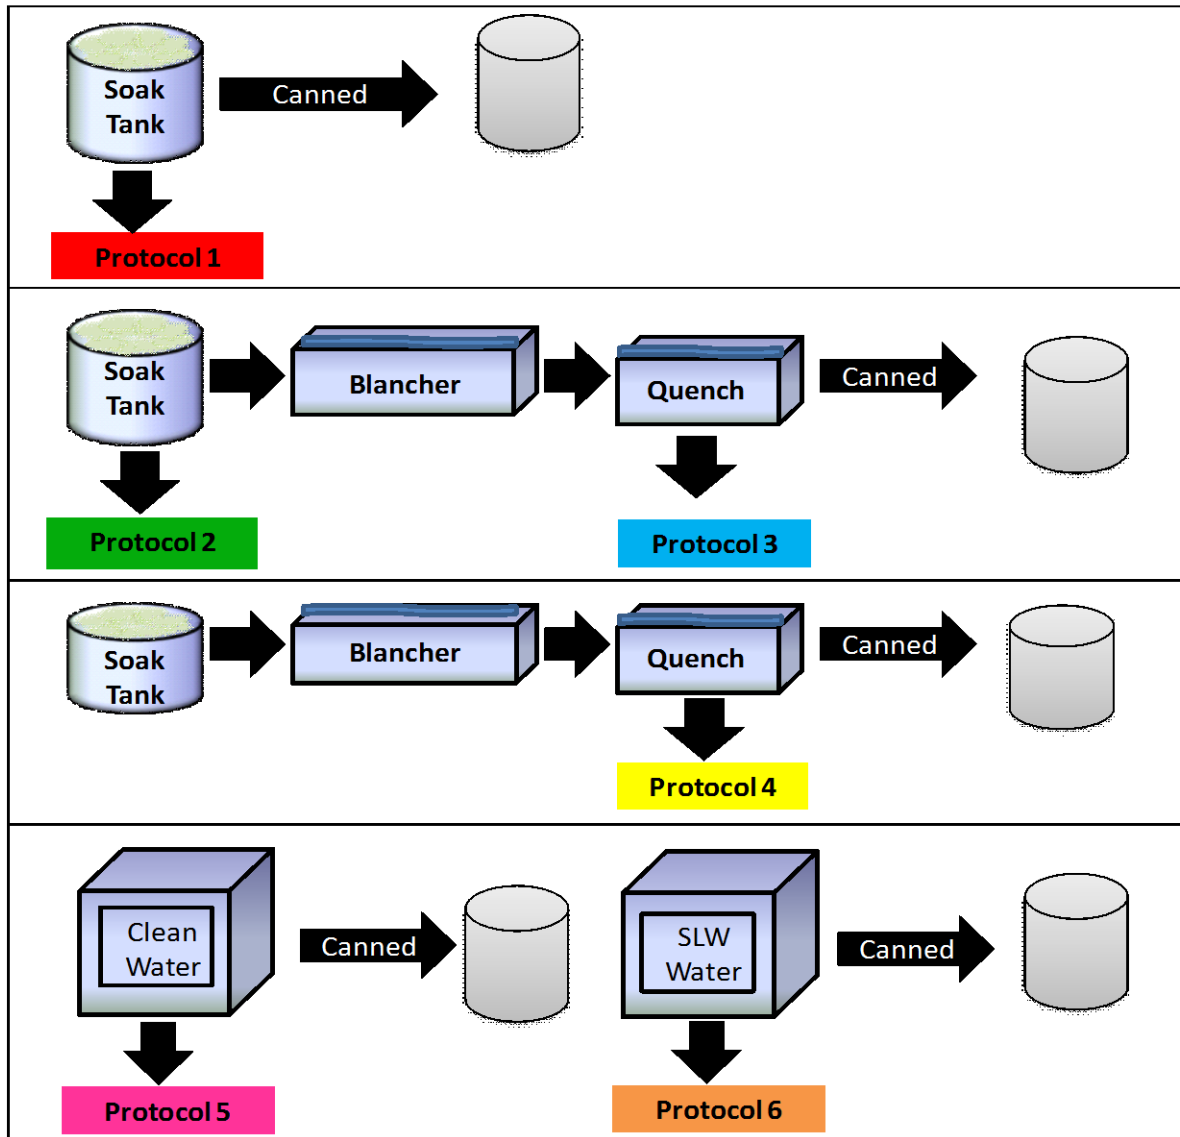 Soak
Tank
Canned
Protocol 1
Soak
Tank
Blancher
Quench
Canned
Protocol 2
Protocol 3
Soak
Tank
Blancher
Quench
Canned
Protocol 4
Clean
Water
Canned
SLW
Water
Canned
Protocol 5
Protocol 6